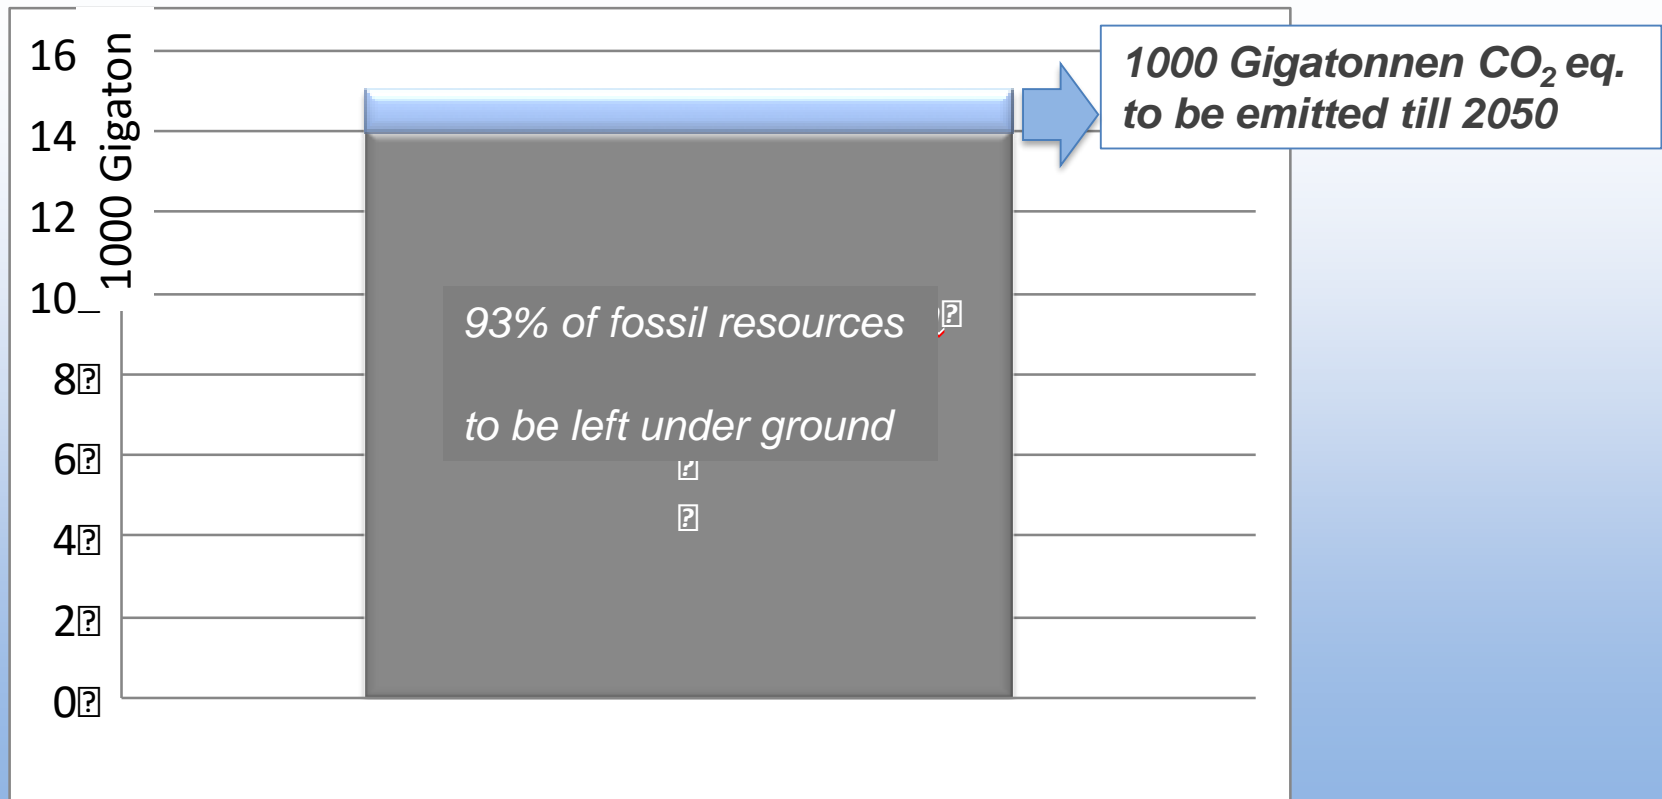 1000 Gigaton
16
14
12
10
8
6
4
2
0
1000 Gigatonnen CO₂ eq.
to be emitted till 2050
93% of fossil resources
to be left under ground